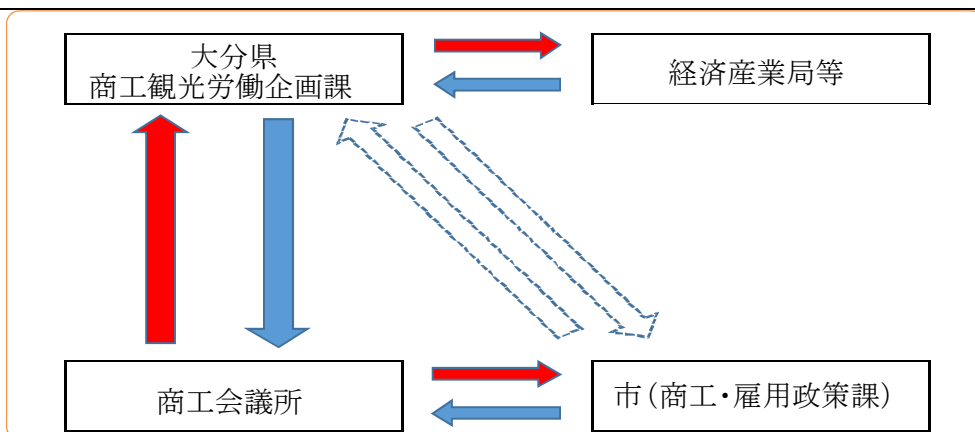 大分県
商工観光労働企画課
経済産業局等
商工会議所
市（商工・雇用政策課）